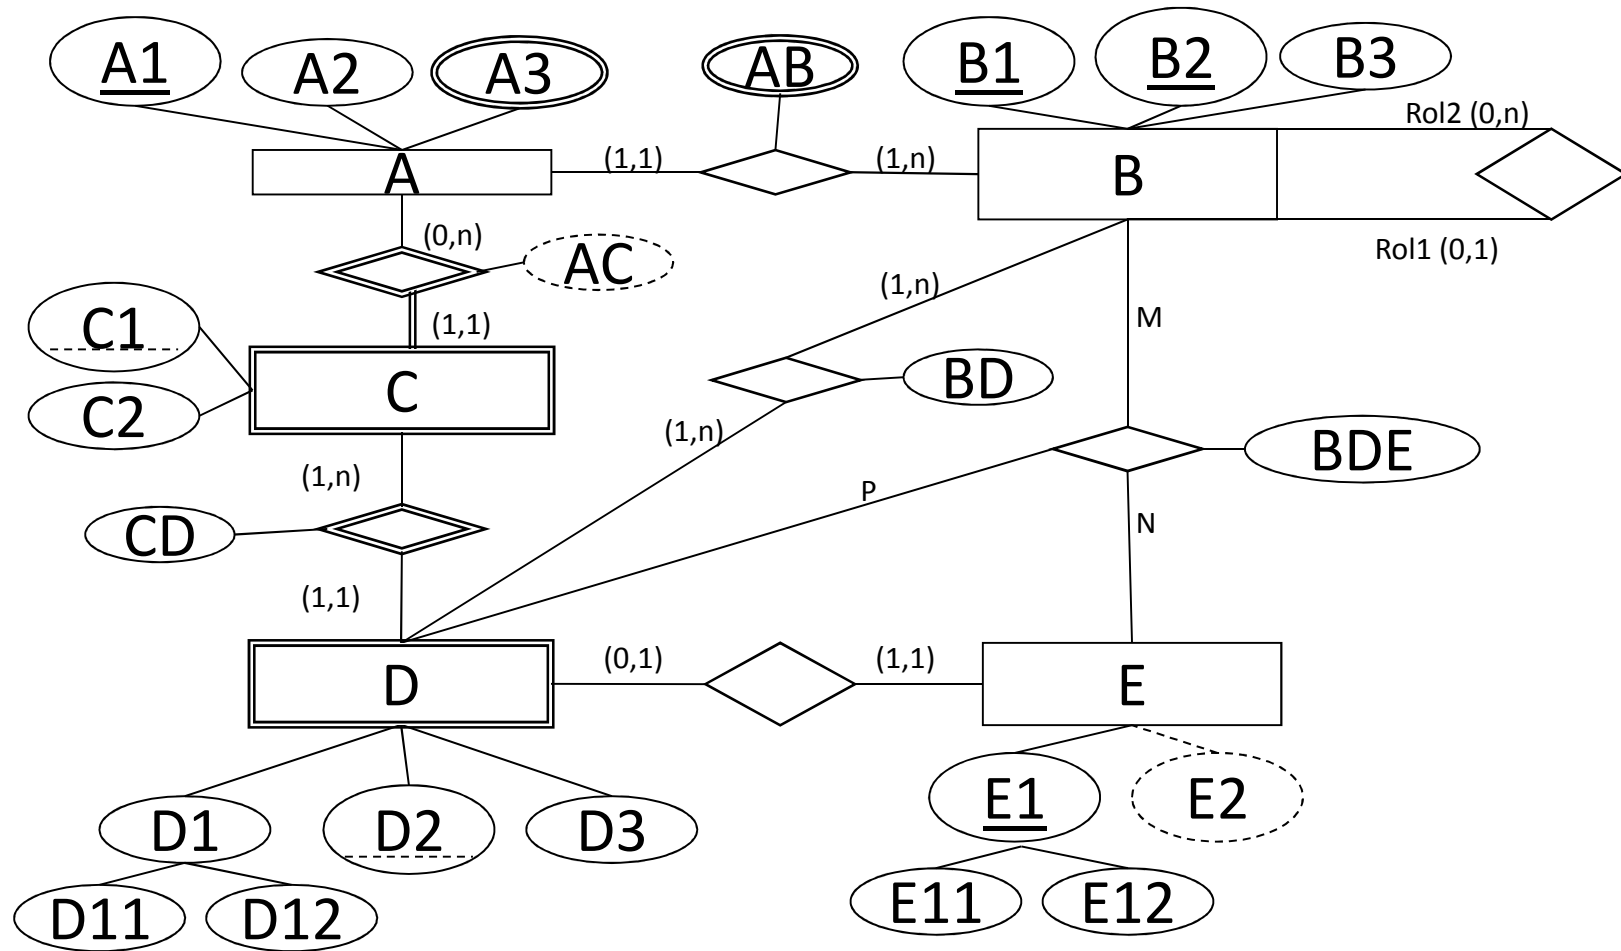 A1
A2
A3
AB
B1
B2
B3
Rol2 (0,n)
A
(1,1)
(1,n)
B
(0,n)
AC
Rol1 (0,1)
C1
(1,1)
(1,n)
M
C
BD
C2
(1,n)
BDE
(1,n)
P
CD
N
(1,1)
D
(0,1)
(1,1)
E
D1
D2
D3
E1
E2
D11
D12
E11
E12